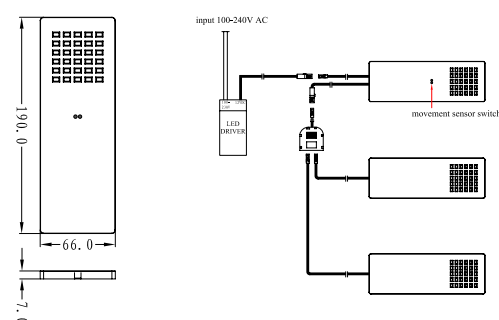 input 100-240V AC
LED
DRIVER
movement sensor switch
190.0
66.0
7.0